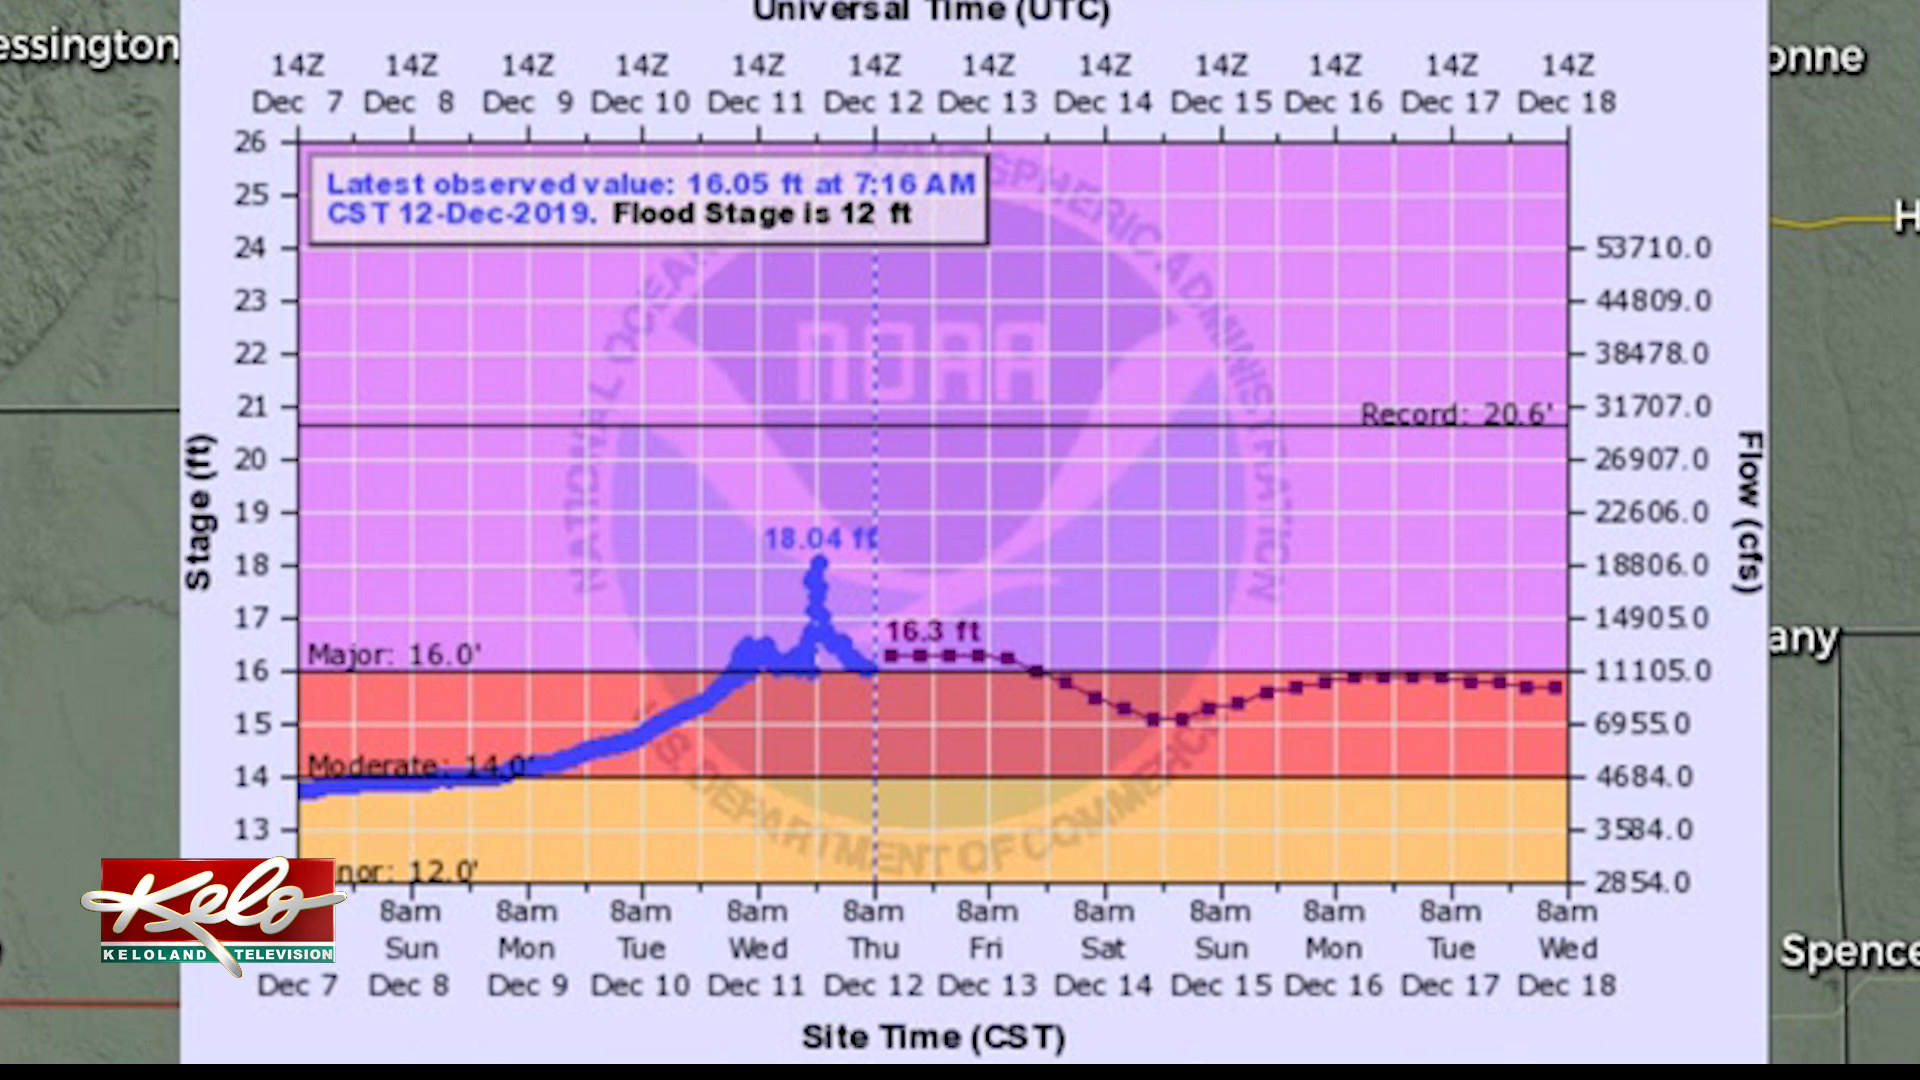 Universal Time (UTC)
14Z 14Z 14Z 14Z 14Z 14Z 14Z 14Z 14Z 14Z 14Z 14Z
Dec 7 Dec 8 Dec 9 Dec 10 Dec 11 Dec 12 Dec 13 Dec 14 Dec 15 Dec 16 Dec 17 Dec 18
essington
onne
26
Latest observed value: 16.05 ft at 7:16 AM
CST 12-Dec-2019. Flood Stage is 12 ft
25
24 53710.0
23 44809.0
22 38478.0
21 31707.0
Record: 20.6'
20 26907.0
19 22606.0
18.04 ft
18 18806.0
17 14905.0
16.3 ft
Major: 16.0'
16 11105.0
15 6955.0
Moderate: 14.0'
14 4684.0
13 3584.0
nor: 12.0'
2854.0
Stage (ft)
Flow (cfs)
H
any
Spence
NOAA
NATIONAL OCEAN
OSPHERIC ADMINISTRATION
U.S. DEPARTMENT OF COMMERCE
8am 8am 8am 8am 8am 8am 8am 8am 8am 8am 8am
Sun Mon Tue Wed Thu Fri Sat Sun Mon Tue Wed
Dec 7 Dec 8 Dec 9 Dec 10 Dec 11 Dec 12 Dec 13 Dec 14 Dec 15 Dec 16 Dec 17 Dec 18
Site Time (CST)
Kelo
KELOLAND TELEVISION